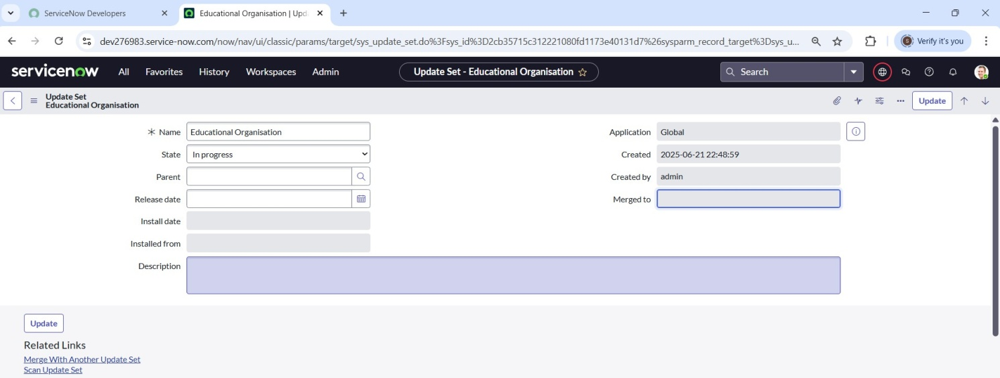 ServiceNow Developers
Educational Organisation | Upd
dev276983.service-now.com/now/nav/ui/classic/params/target/sys_update_set.do%3Fsys_id%3D2cb35715c312221080fd1173e40131d7%26sysparm_record_target%3Dsys_u...
S Verify it's you
servicenow All Favorites History Workspaces Admin Update Set - Educational Organisation Search
Update Set
Educational Organisation
Update
Name Educational Organisation Application Global
State In progress Created 2025-06-21 22:48:59
Parent Created by admin
Release date Merged to
Install date
Installed from
Description
Update
Related Links
Merge With Another Update Set
Scan Update Set